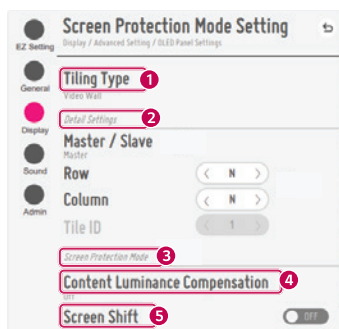 Screen Protection Mode Setting
Display / Advanced Setting / OLED Panel Settings
EZ Setting
General
Display
Sound
Admin
Tiling Type 1
Video Wall
Detail Settings 2
Master / Slave
Master
Row < N >
Column < N >
Tile ID < 1 >
Screen Protection Mode 3
Content Luminance Compensation 4
Off
Screen Shift 5 OFF